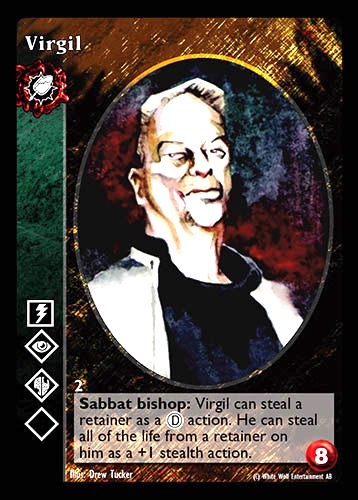 Virgil
2
Sabbat bishop: Virgil can steal a
retainer as a Ⓓ action. He can steal
all of the life from a retainer on
him as a +1 stealth action.
8
Illus: Drew Tucker
(C) White Wolf Entertainment AB